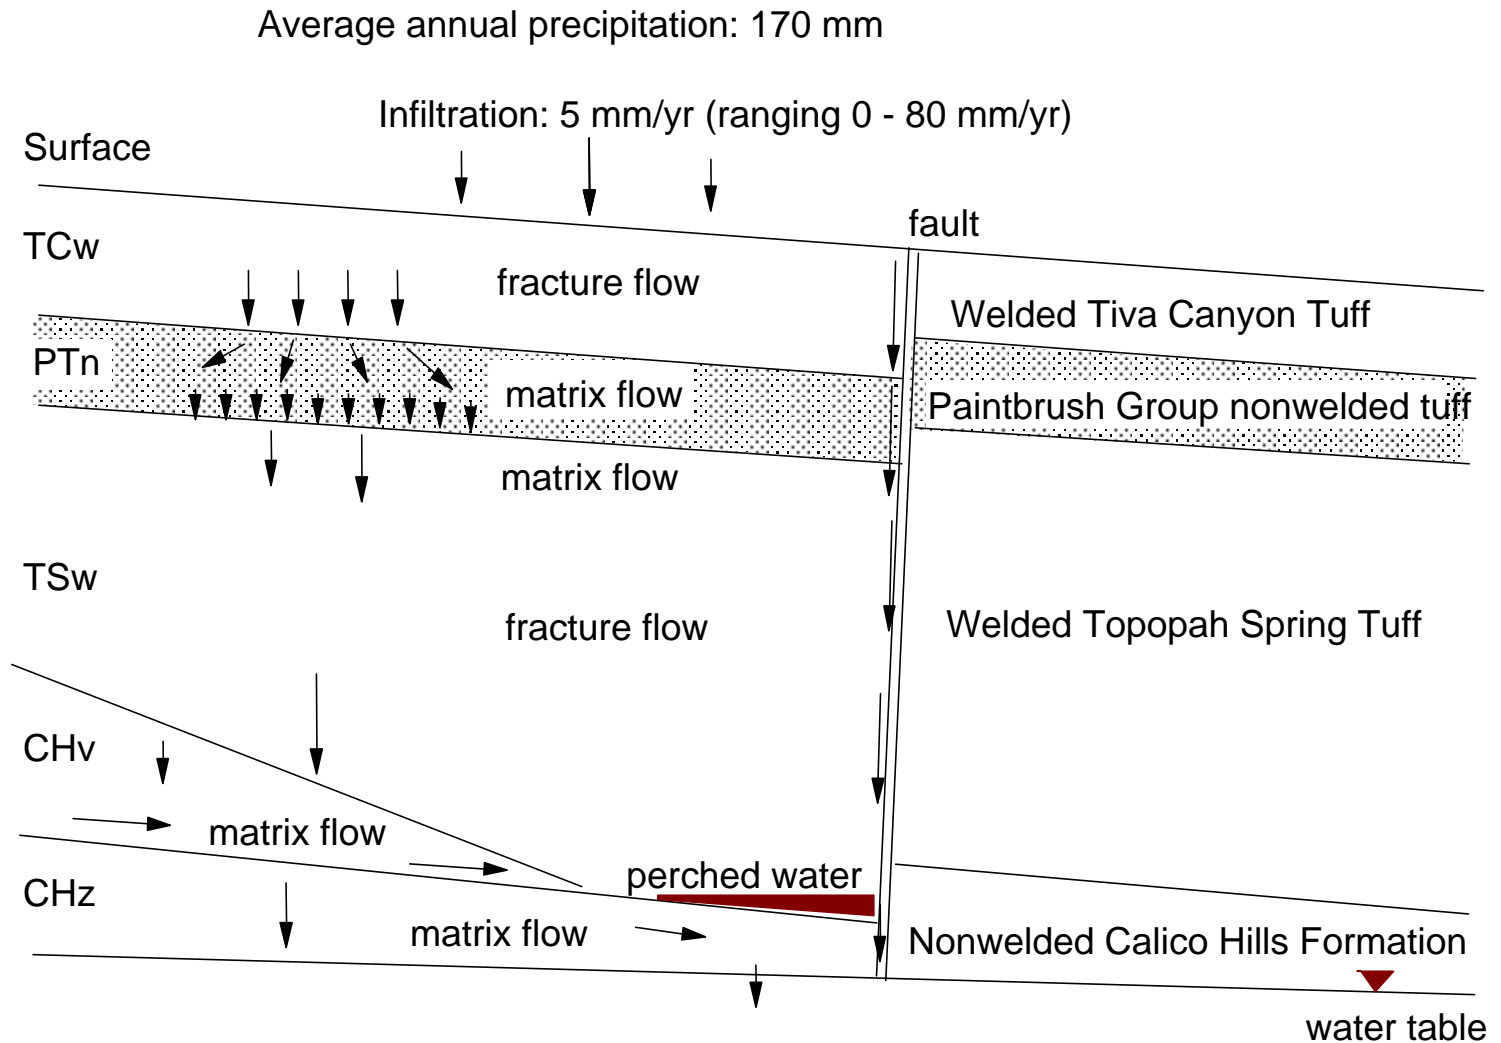 Average annual precipitation: 170 mm
Infiltration: 5 mm/yr (ranging 0 - 80 mm/yr)
Surface
fault
TCw
fracture flow
Welded Tiva Canyon Tuff
PTn
matrix flow
Paintbrush Group nonwelded tuff
matrix flow
TSw
fracture flow
Welded Topopah Spring Tuff
CHv
matrix flow
perched water
CHz
matrix flow
Nonwelded Calico Hills Formation
water table